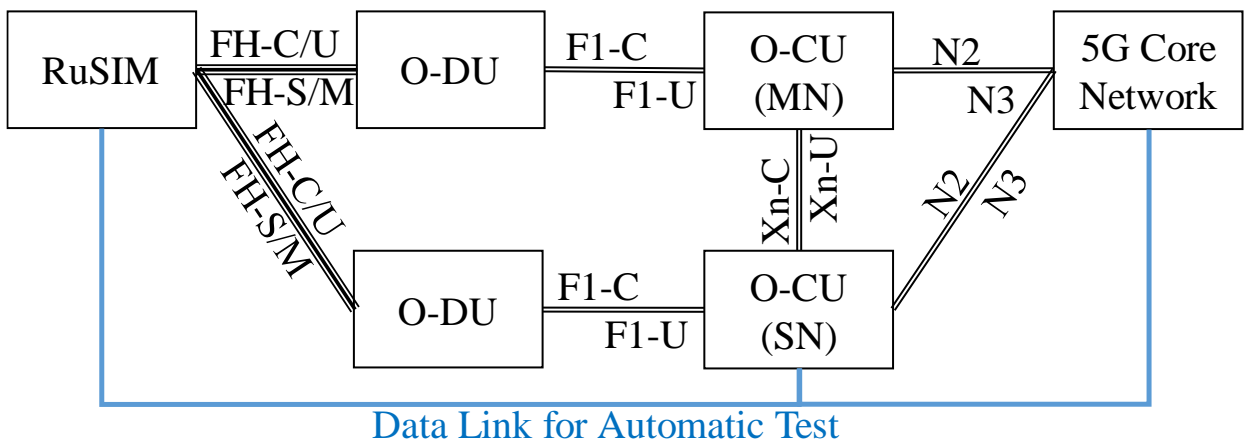 RuSIM
FH-C/U
FH-S/M
O-DU
F1-C
F1-U
O-CU
(MN)
N2
N3
5G Core
Network
FH-C/U
FH-S/M
Xn-C
Xn-U
N2
N3
O-DU
F1-C
F1-U
O-CU
(SN)
Data Link for Automatic Test